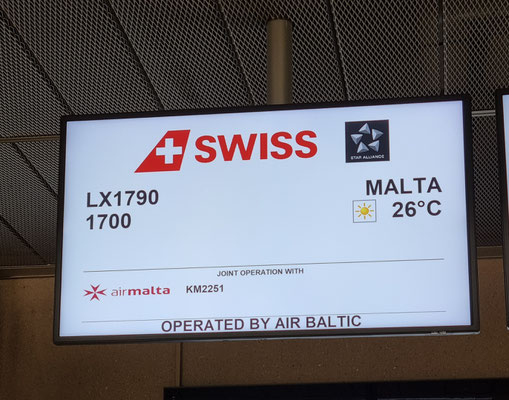 SWISS
STAR ALLIANCE
LX1790 MALTA
1700 26°C
JOINT OPERATION WITH
airmalta KM2251
OPERATED BY AIR BALTIC